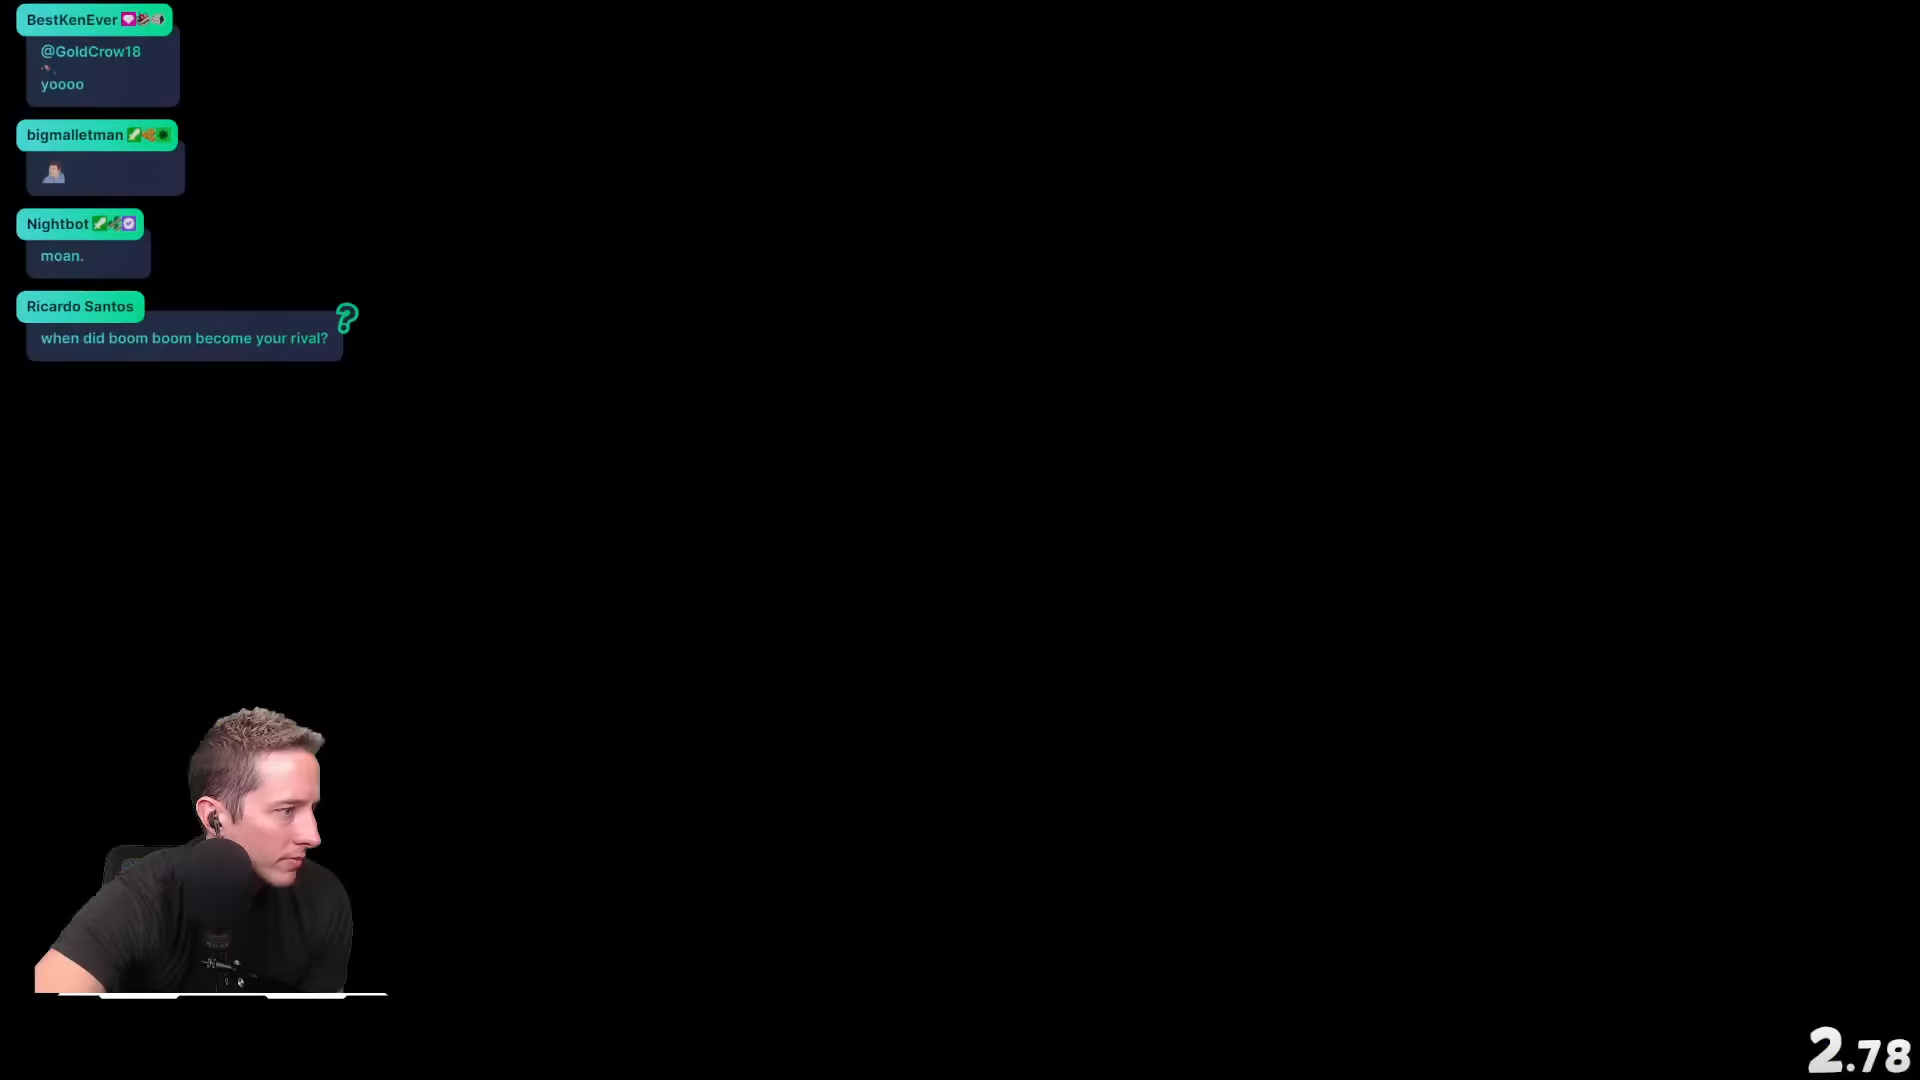 BestKenEver
@GoldCrow18
yoooo
bigmalletman
Nightbot
moan.
Ricardo Santos
?
when did boom boom become your rival?
2.78